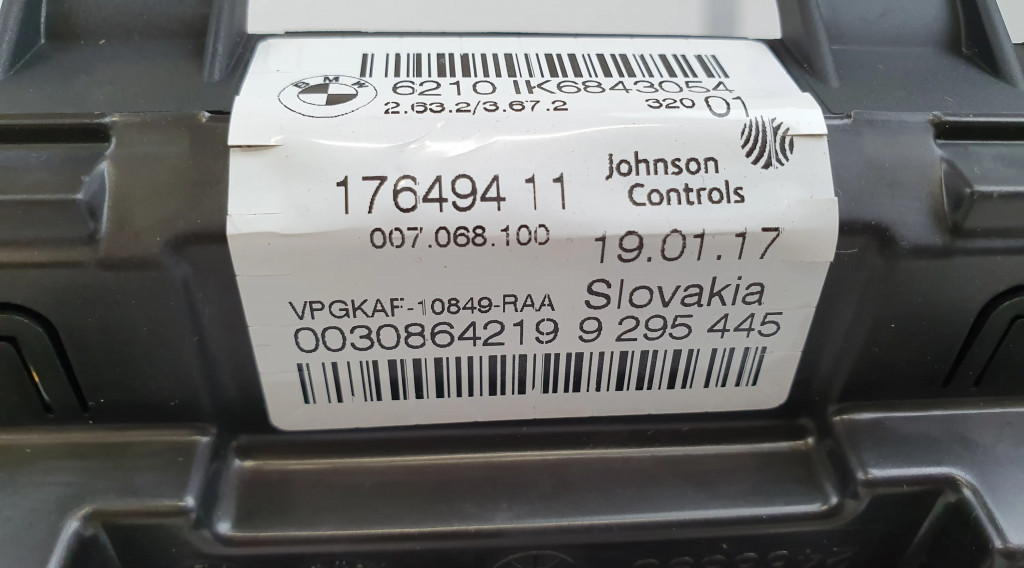 BMW
6210 IK6843054
2.63.2/3.67.2 320 01
176494 11
Johnson
Controls
007.068.100 19.01.17
VPGKAF-10849-RAA Slovakia
0030864219 9 295 445